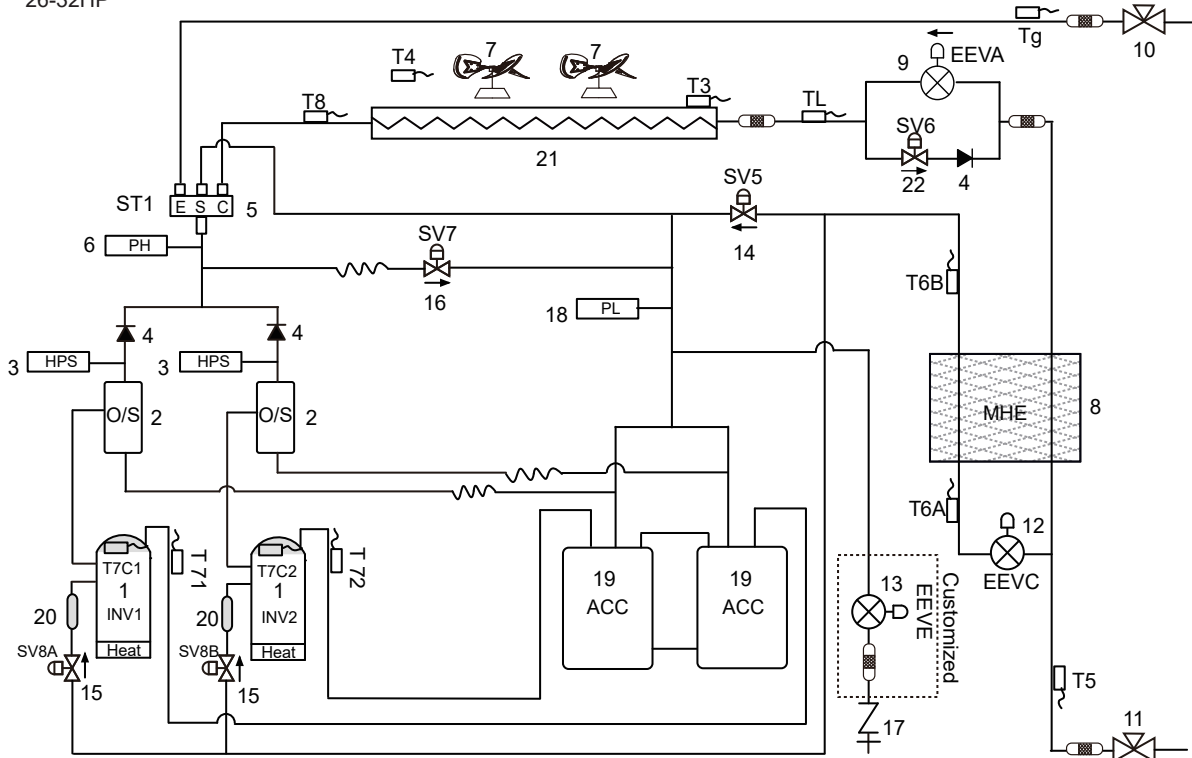 26-32HP
Tg
10
T4
7
7
9
EEVA
T8
T3
TL
SV6
21
22
4
ST1
E S C
5
SV5
14
6
PH
SV7
16
T6B
18
PL
4
4
3
HPS
3
HPS
O/S
2
O/S
2
MHE
8
T6A
12
EEVC
T7C1
1
INV1
Heat
T71
T7C2
1
INV2
Heat
T72
20
20
SV8A
15
SV8B
15
19
ACC
19
ACC
13
EEVE
Customized
17
T5
11